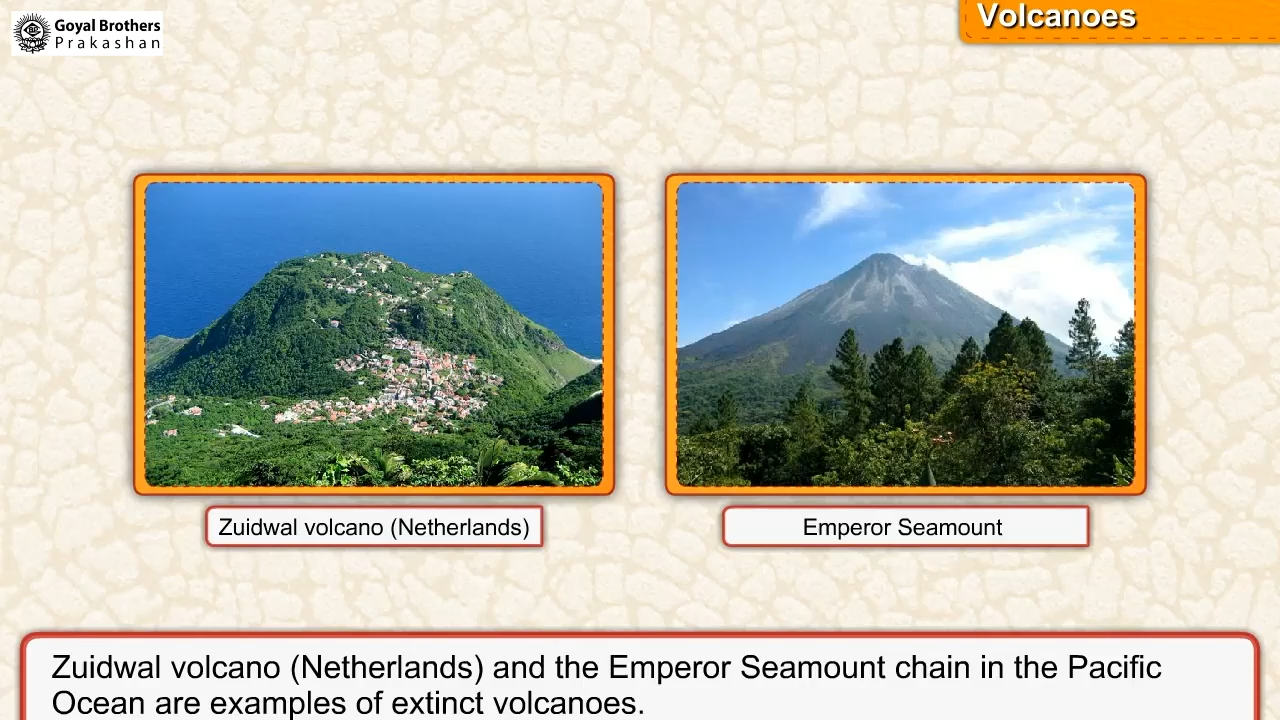 Goyal Brothers
Prakashan
Volcanoes
Zuidwal volcano (Netherlands)
Emperor Seamount
Zuidwal volcano (Netherlands) and the Emperor Seamount chain in the Pacific
Ocean are examples of extinct volcanoes.